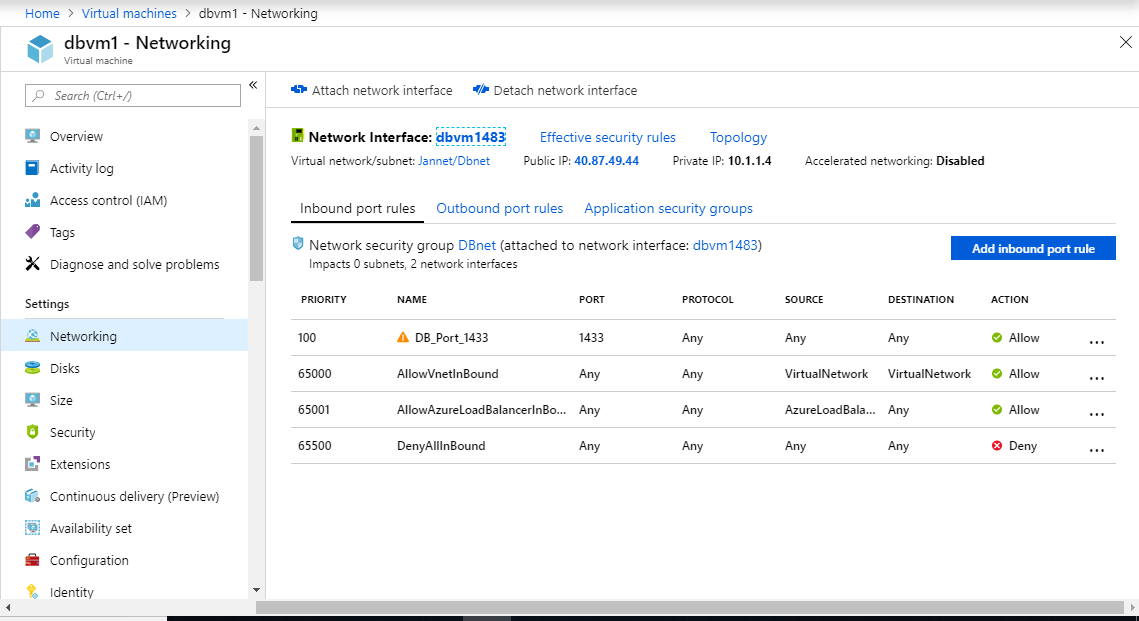 Home > Virtual machines > dbvm1 - Networking
dbvm1 - Networking
Virtual machine
Search (Ctrl+/)
«
Overview
Activity log
Access control (IAM)
Tags
Diagnose and solve problems
Settings
Networking
Disks
Size
Security
Extensions
Continuous delivery (Preview)
Availability set
Configuration
Identity
Attach network interface Detach network interface
Network Interface: dbvm1483 Effective security rules Topology
Virtual network/subnet: Jannet/Dbnet Public IP: 40.87.49.44 Private IP: 10.1.1.4 Accelerated networking: Disabled
Inbound port rules Outbound port rules Application security groups
Network security group DBnet (attached to network interface: dbvm1483)
Impacts 0 subnets, 2 network interfaces
Add inbound port rule
PRIORITY NAME PORT PROTOCOL SOURCE DESTINATION ACTION
100 DB_Port_1433 1433 Any Any Any Allow ...
65000 AllowVnetInBound Any Any VirtualNetwork VirtualNetwork Allow ...
65001 AllowAzureLoadBalancerInBo... Any Any AzureLoadBala... Any Allow ...
65500 DenyAllInBound Any Any Any Any Deny ...